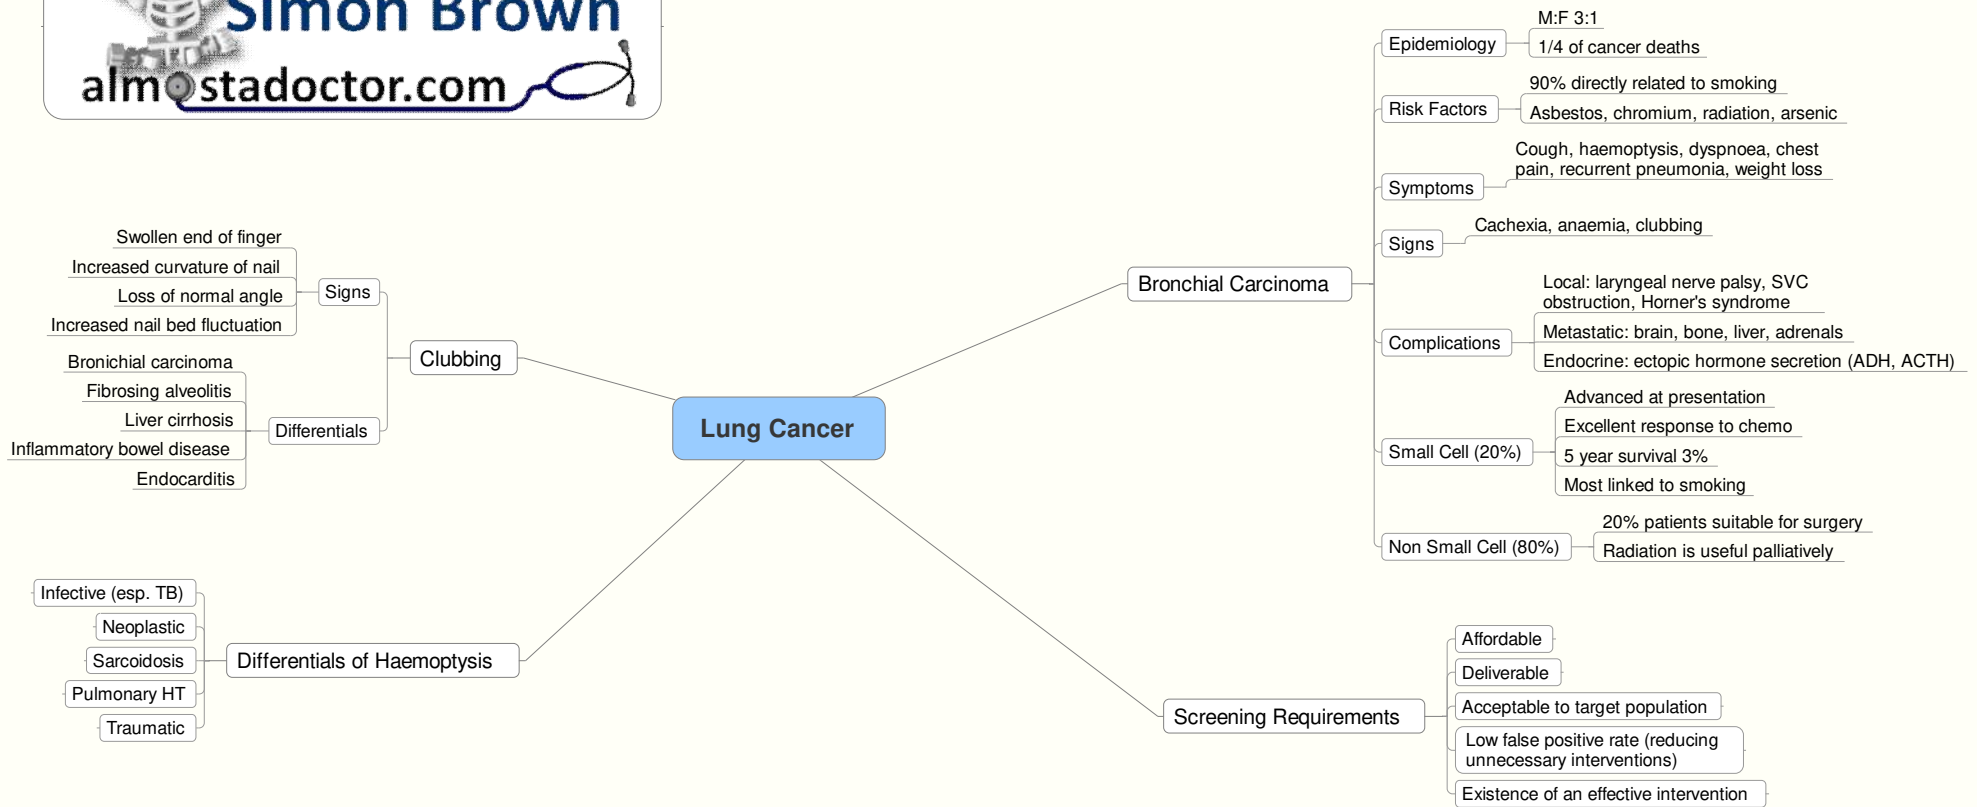 Simon Brown
almostadoctor.com
Lung Cancer
Bronchial Carcinoma
Epidemiology
M:F 3:1
1/4 of cancer deaths
Risk Factors
90% directly related to smoking
Asbestos, chromium, radiation, arsenic
Symptoms
Cough, haemoptysis, dyspnoea, chest
pain, recurrent pneumonia, weight loss
Signs
Cachexia, anaemia, clubbing
Complications
Local: laryngeal nerve palsy, SVC
obstruction, Horner's syndrome
Metastatic: brain, bone, liver, adrenals
Endocrine: ectopic hormone secretion (ADH, ACTH)
Small Cell (20%)
Advanced at presentation
Excellent response to chemo
5 year survival 3%
Most linked to smoking
Non Small Cell (80%)
20% patients suitable for surgery
Radiation is useful palliatively
Screening Requirements
Affordable
Deliverable
Acceptable to target population
Low false positive rate (reducing
unnecessary interventions)
Existence of an effective intervention
Clubbing
Signs
Swollen end of finger
Increased curvature of nail
Loss of normal angle
Increased nail bed fluctuation
Differentials
Bronichial carcinoma
Fibrosing alveolitis
Liver cirrhosis
Inflammatory bowel disease
Endocarditis
Differentials of Haemoptysis
Infective (esp. TB)
Neoplastic
Sarcoidosis
Pulmonary HT
Traumatic